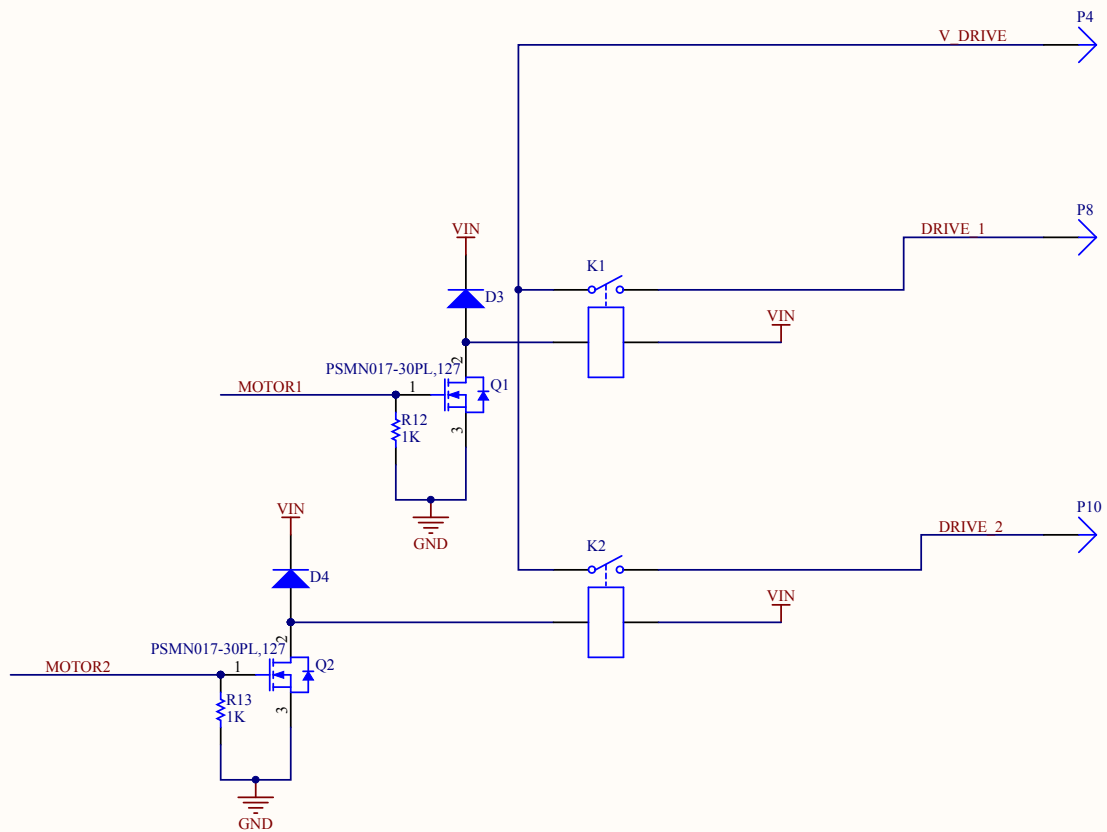 P4
V_DRIVE
P8
DRIVE_1
VIN
K1
D3
VIN
PSMN017-30PL,127
2
MOTOR1
1
Q1
R12
1K
3
P10
VIN
GND
DRIVE_2
K2
D4
VIN
PSMN017-30PL,127
2
MOTOR2
1
Q2
R13
1K
3
GND